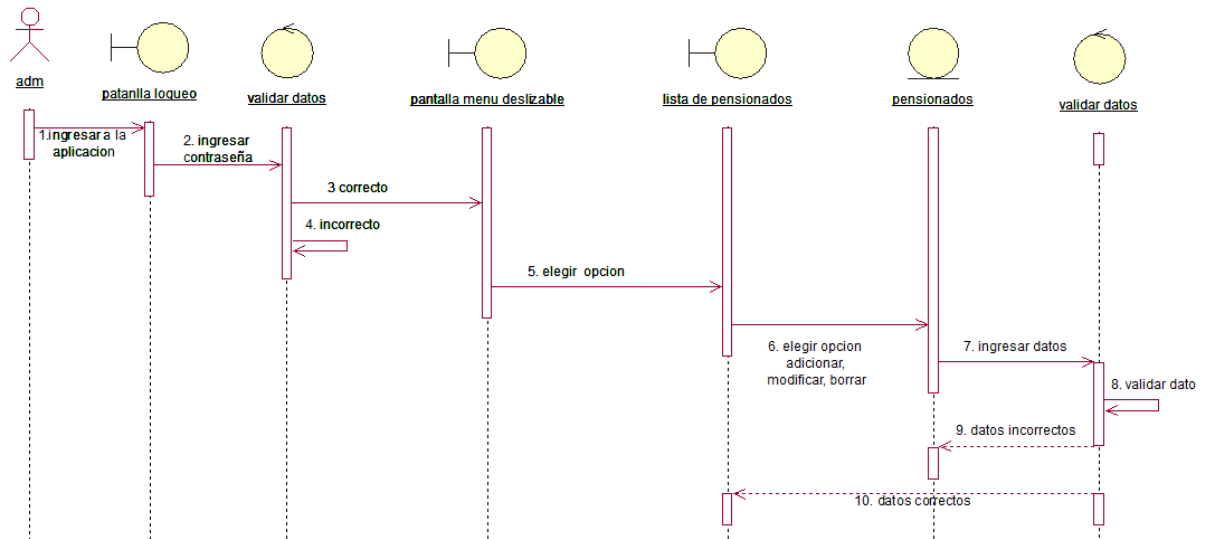 adm
patanlla loqueo
validar datos
pantalla menu deslizable
lista de pensionados
pensionados
validar datos
1.ingresar a la
aplicacion
2. ingresar
contraseña
3 correcto
4. incorrecto
5. elegir opcion
6. elegir opcion
adicionar,
modificar, borrar
7. ingresar datos
8. validar dato
9. datos incorrectos
10. datos correctos